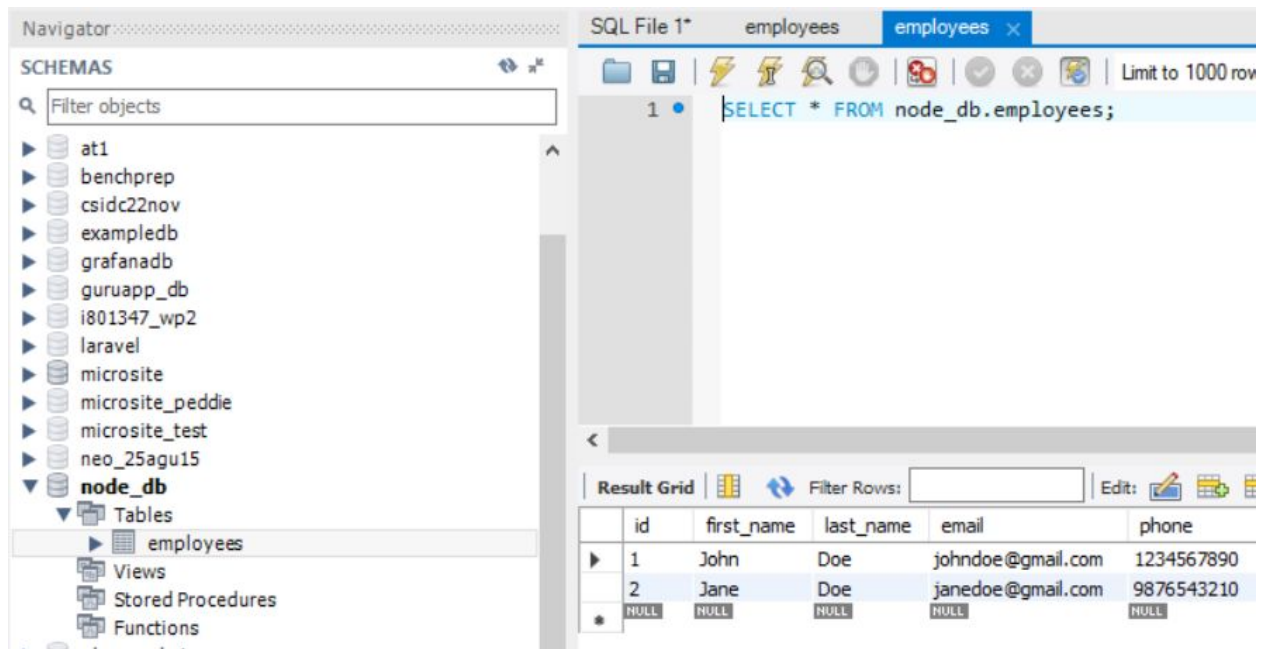 Navigator
SCHEMAS
Filter objects
at1
benchprep
csidc22nov
exampledb
grafanadb
guruapp_db
i801347_wp2
laravel
microsite
microsite_peddie
microsite_test
neo_25agu15
node_db
Tables
employees
Views
Stored Procedures
Functions
SQL File 1* employees employees
Limit to 1000 row
1 SELECT * FROM node_db.employees;
Result Grid Filter Rows: Edit:
id first_name last_name email phone
1 John Doe johndoe@gmail.com 1234567890
2 Jane Doe janedoe@gmail.com 9876543210
NULL NULL NULL NULL NULL